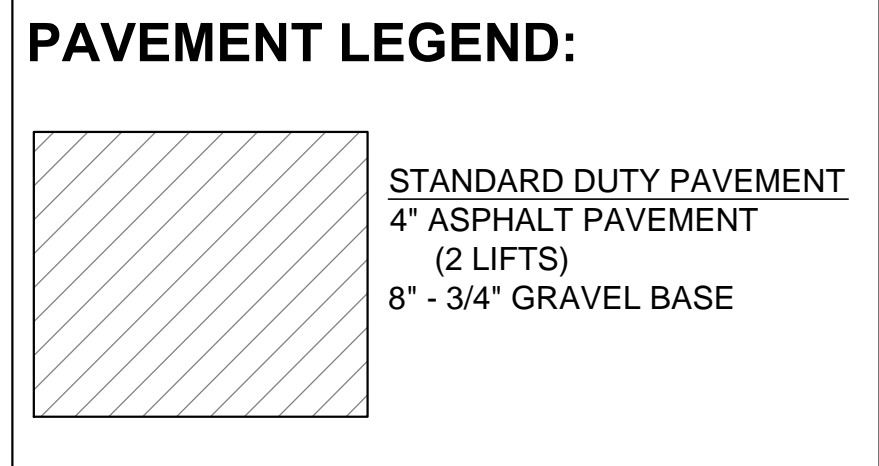 PAVEMENT LEGEND:
STANDARD DUTY PAVEMENT
4" ASPHALT PAVEMENT
(2 LIFTS)
8" - 3/4" GRAVEL BASE